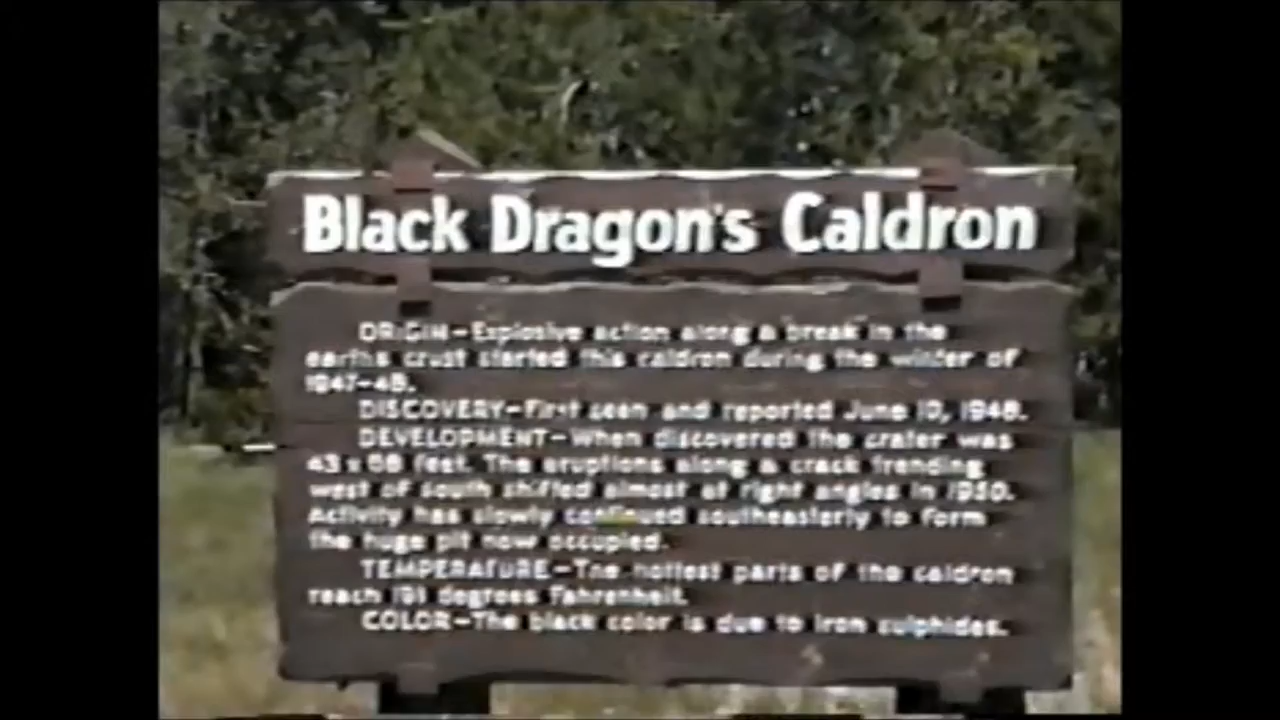 Black Dragon's Caldron
ORIGIN—Explosive action along a break in the
earths crust started this caldron during the winter of
1947-48.
DISCOVERY—First seen and reported June 10, 1948.
DEVELOPMENT—When discovered the crater was
43 x feet. The eruptions along a crack trending
west of south shifted almost at right angles in 1950.
Activity has slowly continued southeasterly to form
the huge pit now occupied.
TEMPERATURE—The hottest parts of the caldron
reach 191 degrees Fahrenheit.
COLOR—The black color is due to iron sulphides.